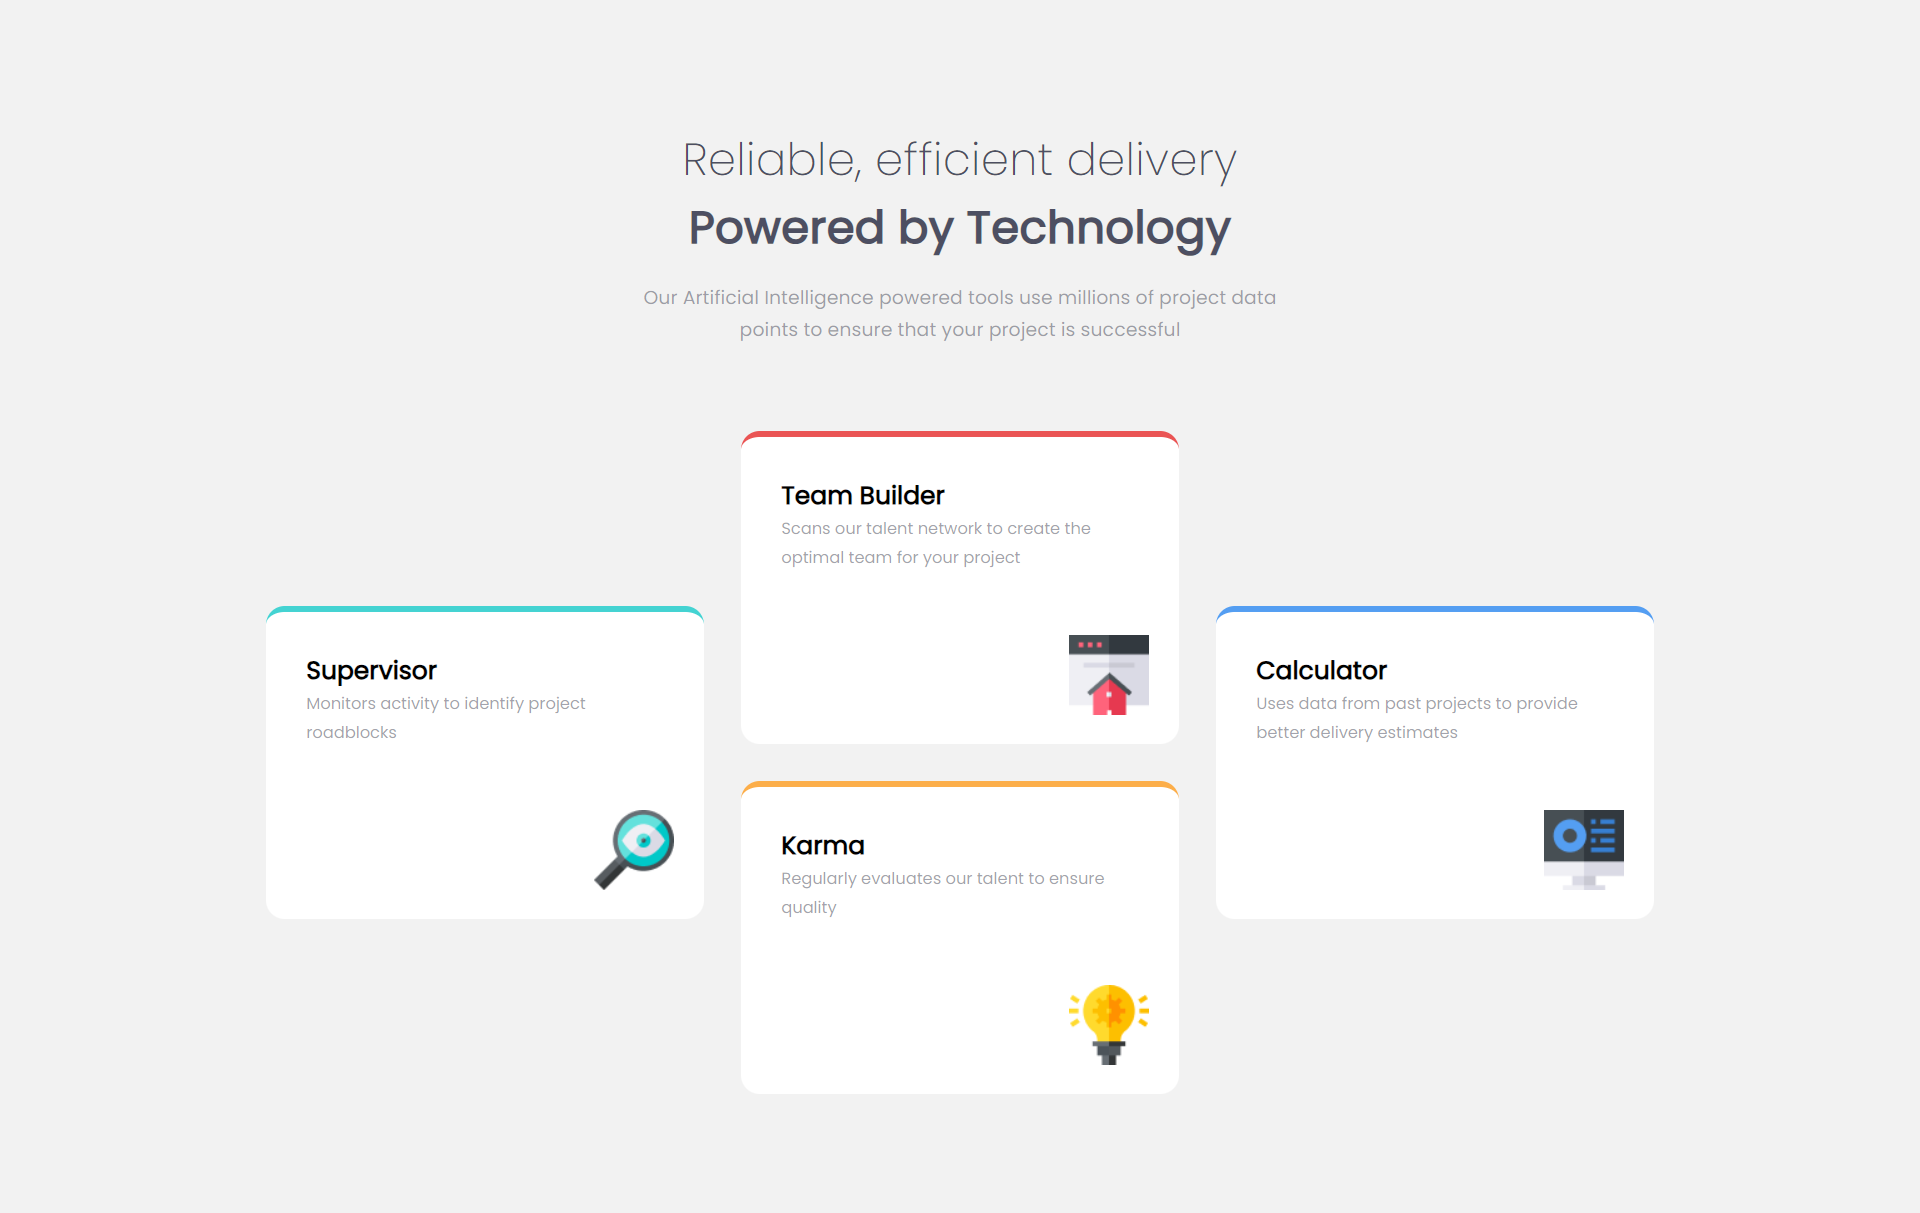 Reliable, efficient delivery
Powered by Technology
Our Artificial Intelligence powered tools use millions of project data
points to ensure that your project is successful
Team Builder
Scans our talent network to create the
optimal team for your project
Supervisor
Monitors activity to identify project
roadblocks
Calculator
Uses data from past projects to provide
better delivery estimates
Karma
Regularly evaluates our talent to ensure
quality